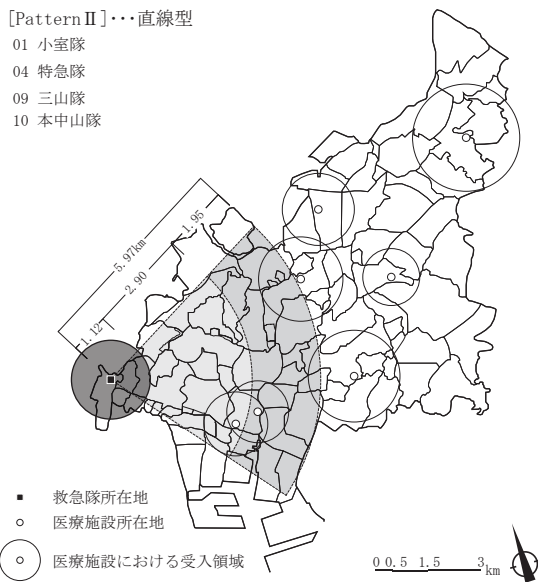 [PatternⅡ]・・・直線型
01 小室隊
04 特急隊
09 三山隊
10 本中山隊
1.95
5.97km
2.90
1.12
救急隊所在地
医療施設所在地
医療施設における受入領域
0 0.5 1.5 3 km